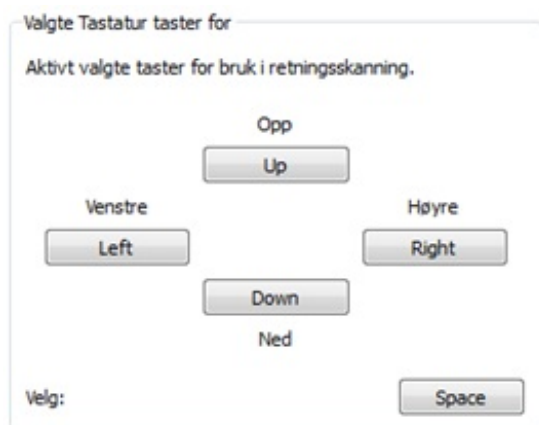 Valgte Tastatur taster for
Aktivt valgte taster for bruk i retningsskanning.
Opp
Up
Venstre Høyre
Left Right
Down
Ned
Velg: Space